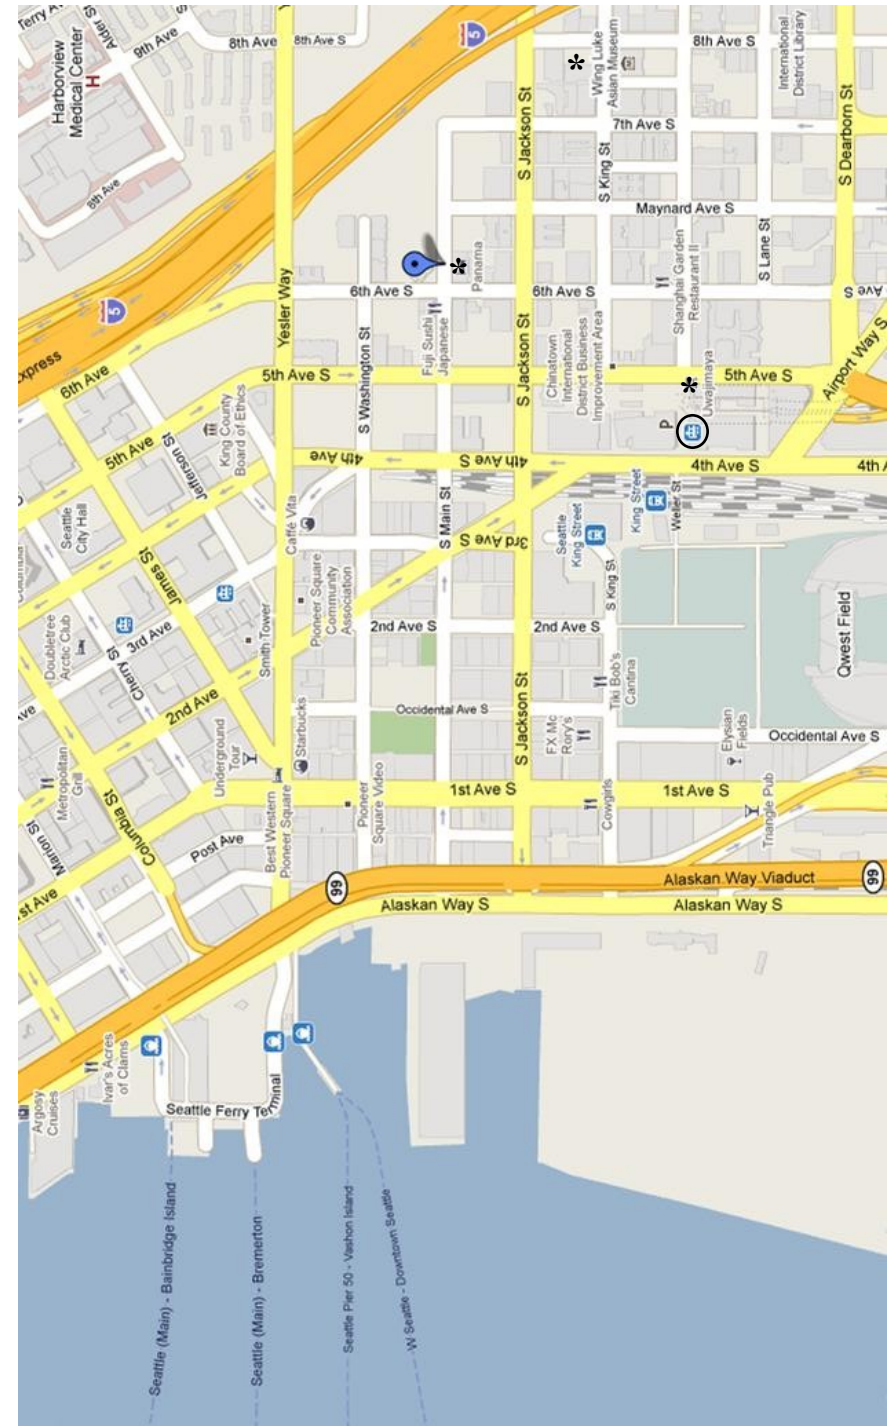 Terry A
Alder St
9th Ave
8th Ave S
8th Ave S
5
Harborview
Medical Center
H
8th Ave
*
Wing Luke
Asian Museum
8th Ave S
International
District Library
S Jackson St
7th Ave S
S King St
S Dearborn St
Maynard Ave S
S Lane St
Yesler Way
6th Ave S
*
Panama
6th Ave S
Shanghai Garden
Restaurant II
Ave S
5
Express
6th Ave
5th Ave S
S Washington St
Fuji Sushi
Japanese
S Jackson St
Chinatown
International
District Business
Improvement Area
*
Uwajimaya
5th Ave S
Airport Way S
P
5th Ave
Jefferson St
King County
Board of Ethics
4th Ave
4th Ave S
4th Ave S
4th
Seattle
City Hall
Columbia
James St
Caffé Vita
S Main St
3rd Ave S
Seattle
King Street
King Street
Weller St
Doubletree
Arctic Club
Cherry St
3rd Ave
Smith Tower
Pioneer Square
Community
Association
2nd Ave S
2nd Ave S
S King St
Tiki Bob's
Cantina
Qwest Field
Ave
2nd Ave
Underground
Tour
Starbucks
Occidental Ave S
S Jackson St
FX Mc
Rory's
Elysian
Fields
Occidental Ave S
Metropolitan
Grill
Columbia St
Marion St
Post Ave
Best Western
Pioneer Square
Pioneer
Square Video
1st Ave S
Cowgirls
1st Ave S
Triangle Pub
st Ave
99
Alaskan Way Viaduct
99
Alaskan Way S
Alaskan Way S
Argosy
Cruises
Ivar's Acres
of Clams
Seattle Ferry Terminal
Seattle (Main) - Bainbridge Island
Seattle (Main) - Bremerton
Seattle Pier 50 - Vashon Island
W Seattle - Downtown Seattle